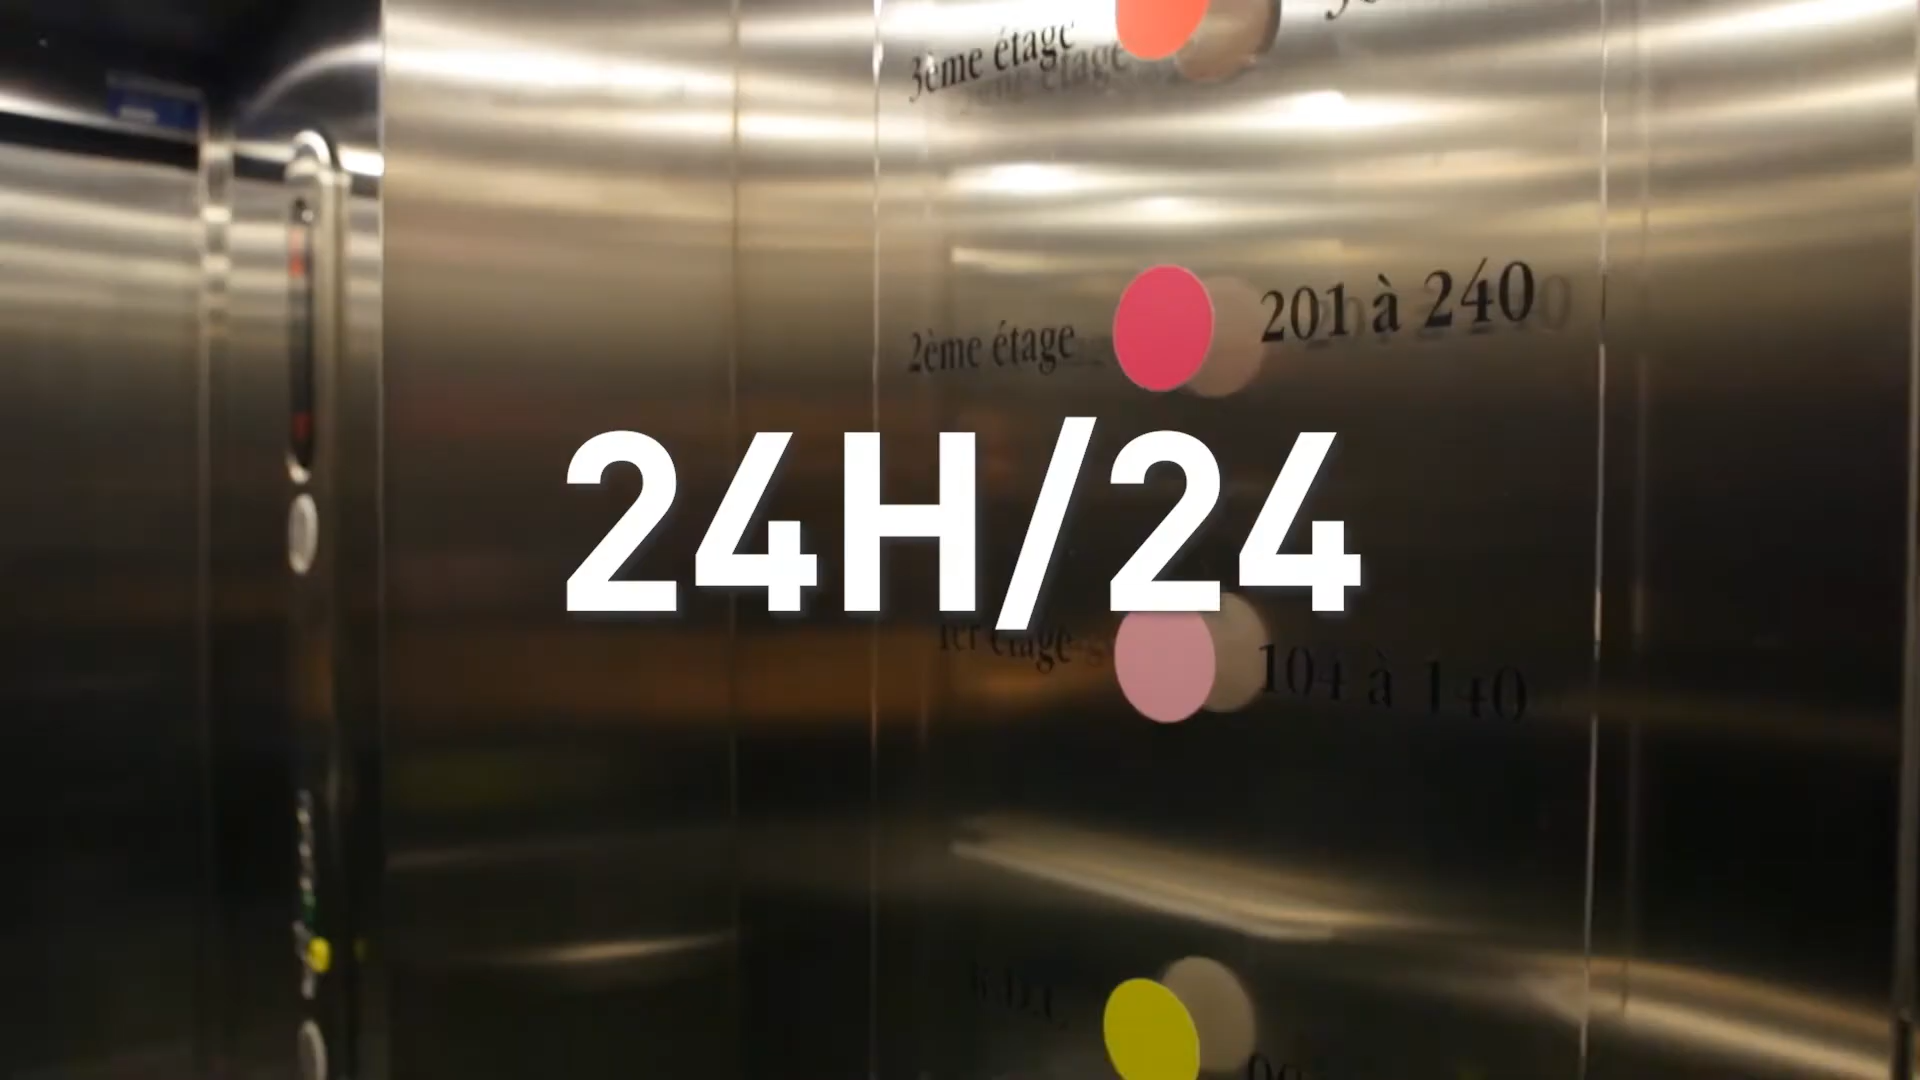 3ème étage
2ème étage 201 à 240
24H/24
1er étage 104 à 140
R.D.C